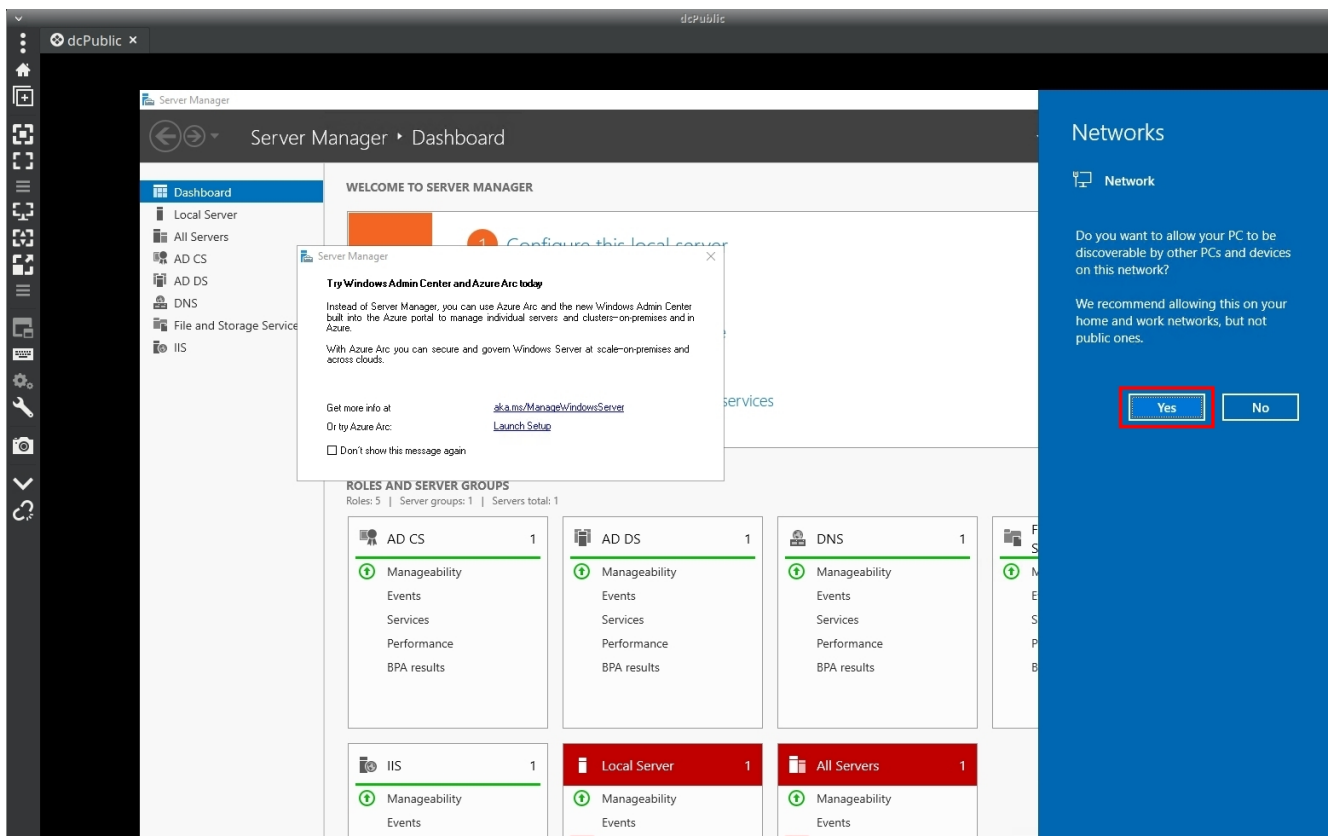 dcPublic
dcPublic ×
Server Manager
Server Manager • Dashboard
Dashboard
Local Server
All Servers
AD CS
AD DS
DNS
File and Storage Service
IIS
WELCOME TO SERVER MANAGER
1 Configure this local server
services
Server Manager
Try Windows Admin Center and Azure Arc today
Instead of Server Manager, you can use Azure Arc and the new Windows Admin Center
built into the Azure portal to manage individual servers and clusters—on-premises and in
Azure.
With Azure Arc you can secure and govern Windows Server at scale—on-premises and
across clouds.
Get more info at aka.ms/ManageWindowsServer
Or try Azure Arc: Launch Setup
Don't show this message again
ROLES AND SERVER GROUPS
Roles: 5 | Server groups: 1 | Servers total: 1
AD CS 1
Manageability
Events
Services
Performance
BPA results
AD DS 1
Manageability
Events
Services
Performance
BPA results
DNS 1
Manageability
Events
Services
Performance
BPA results
F
S
M
E
S
P
B
IIS 1
Manageability
Events
Local Server 1
Manageability
Events
All Servers 1
Manageability
Events
Networks
Network
Do you want to allow your PC to be
discoverable by other PCs and devices
on this network?
We recommend allowing this on your
home and work networks, but not
public ones.
Yes No